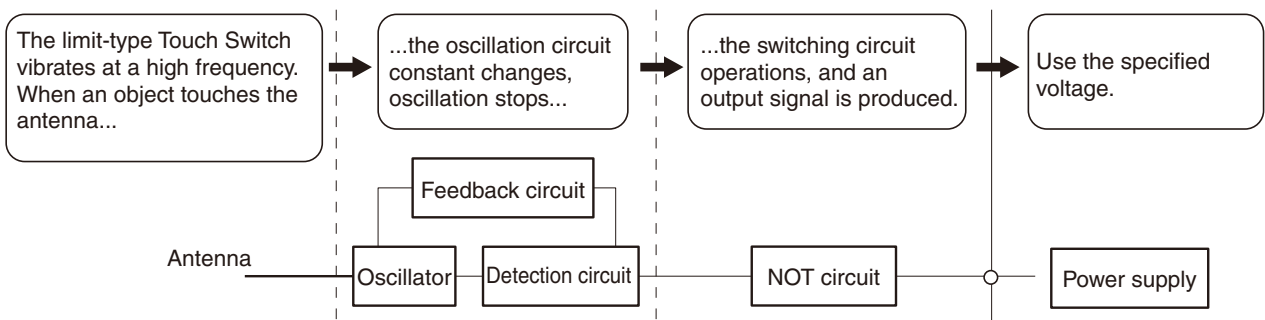 The limit-type Touch Switch
vibrates at a high frequency.
When an object touches the
antenna...
...the oscillation circuit
constant changes,
oscillation stops...
...the switching circuit
operations, and an
output signal is produced.
Use the specified
voltage.
Feedback circuit
Antenna
Oscillator
Detection circuit
NOT circuit
Power supply